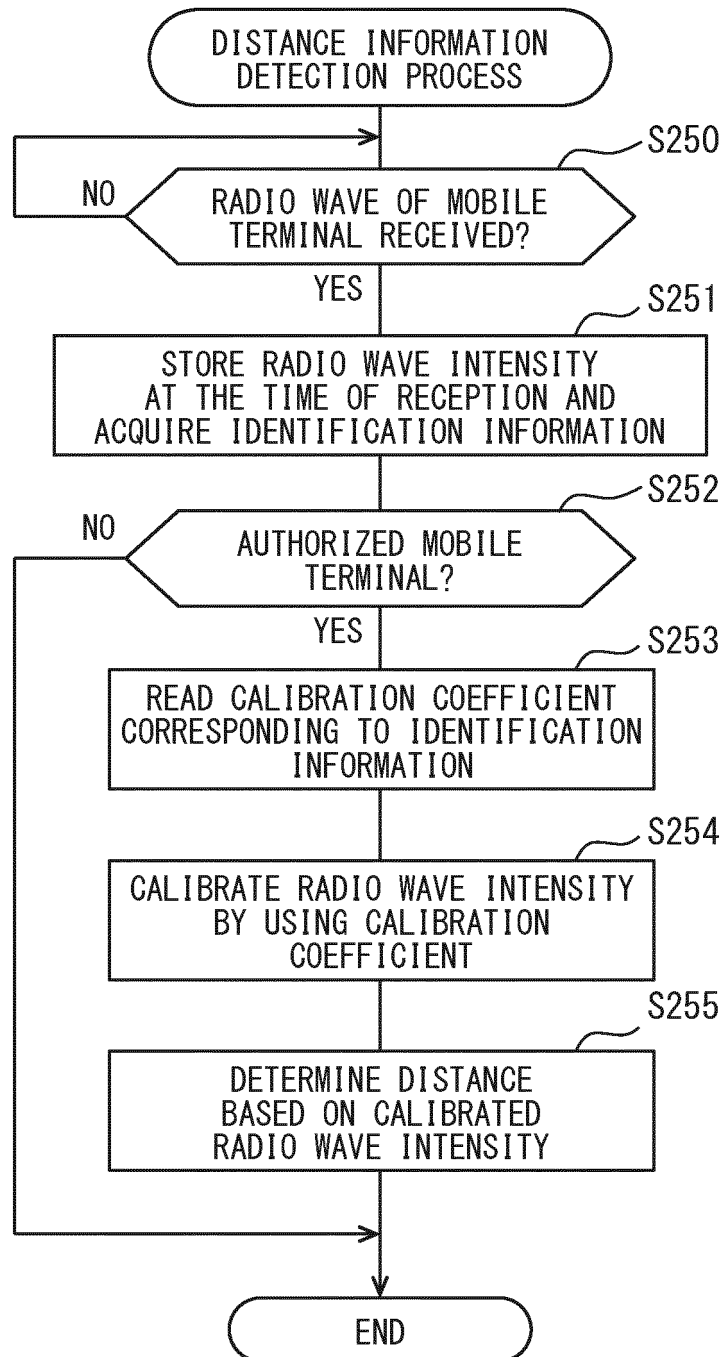 DISTANCE INFORMATION
DETECTION PROCESS
S250
NO
RADIO WAVE OF MOBILE
TERMINAL RECEIVED?
YES
S251
STORE RADIO WAVE INTENSITY
AT THE TIME OF RECEPTION AND
ACQUIRE IDENTIFICATION INFORMATION
S252
NO
AUTHORIZED MOBILE
TERMINAL?
YES
S253
READ CALIBRATION COEFFICIENT
CORRESPONDING TO IDENTIFICATION
INFORMATION
S254
CALIBRATE RADIO WAVE INTENSITY
BY USING CALIBRATION
COEFFICIENT
S255
DETERMINE DISTANCE
BASED ON CALIBRATED
RADIO WAVE INTENSITY
END